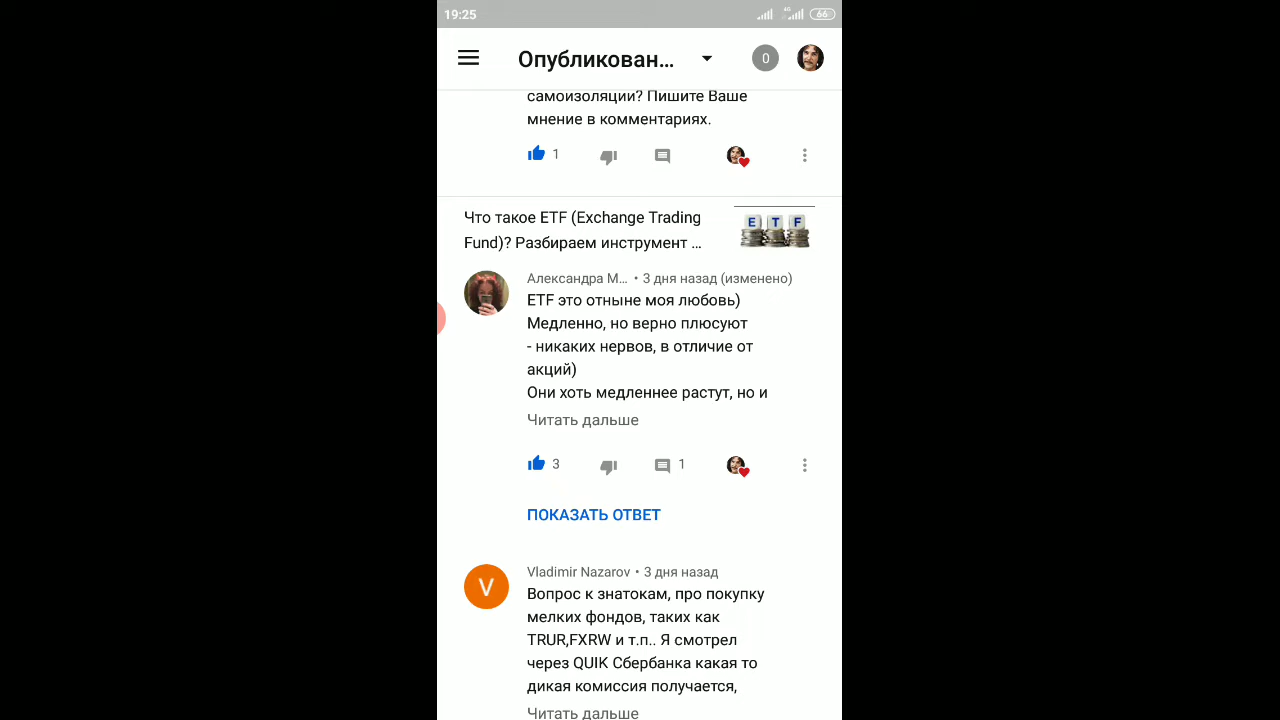 19:25
4G
66
Опубликован...
0
самоизоляции? Пишите Ваше
мнение в комментариях.
1
Что такое ETF (Exchange Trading
Fund)? Разбираем инструмент ...
E T F
Александра М... • 3 дня назад (изменено)
ETF это отныне моя любовь)
Медленно, но верно плюсуют
- никаких нервов, в отличие от
акций)
Они хоть медленнее растут, но и
Читать дальше
3
1
ПОКАЗАТЬ ОТВЕТ
V
Vladimir Nazarov • 3 дня назад
Вопрос к знатокам, про покупку
мелких фондов, таких как
TRUR,FXRW и т.п.. Я смотрел
через QUIK Сбербанка какая то
дикая комиссия получается,
Читать дальше